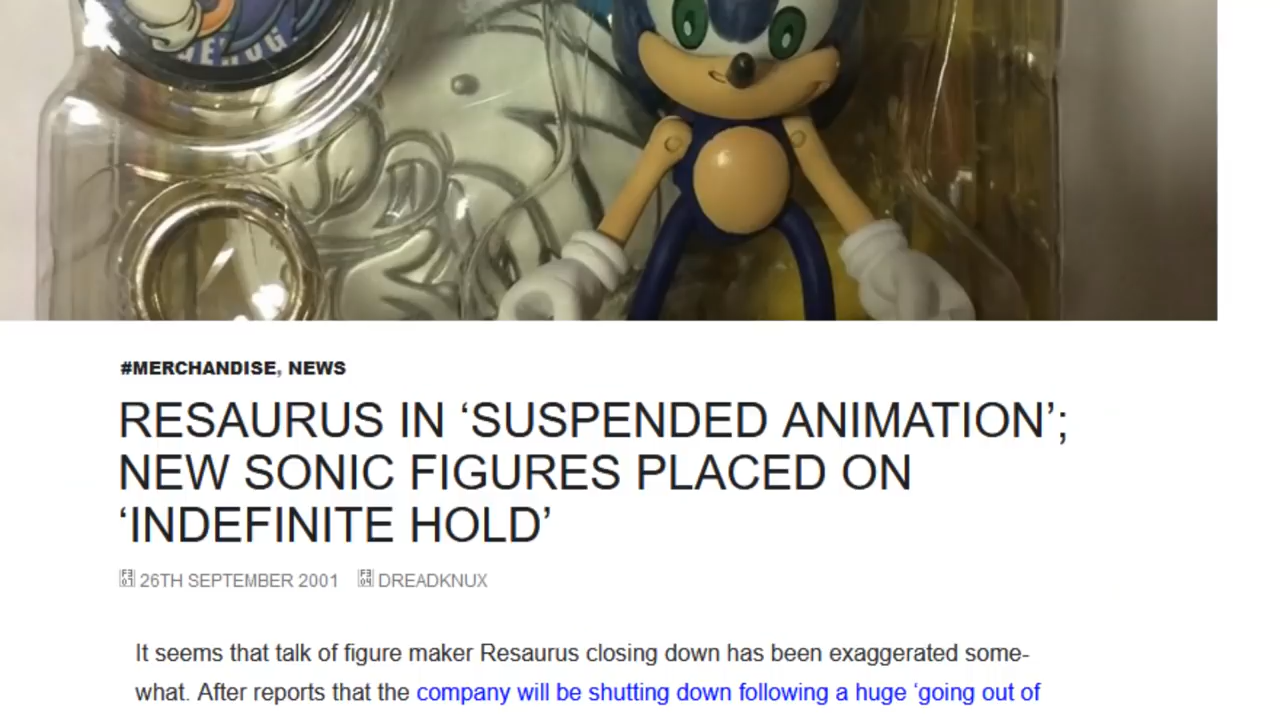 #MERCHANDISE, NEWS
RESAURUS IN ‘SUSPENDED ANIMATION’;
NEW SONIC FIGURES PLACED ON
‘INDEFINITE HOLD’
26TH SEPTEMBER 2001 DREADKNUX
It seems that talk of figure maker Resaurus closing down has been exaggerated some-
what. After reports that the company will be shutting down following a huge ‘going out of